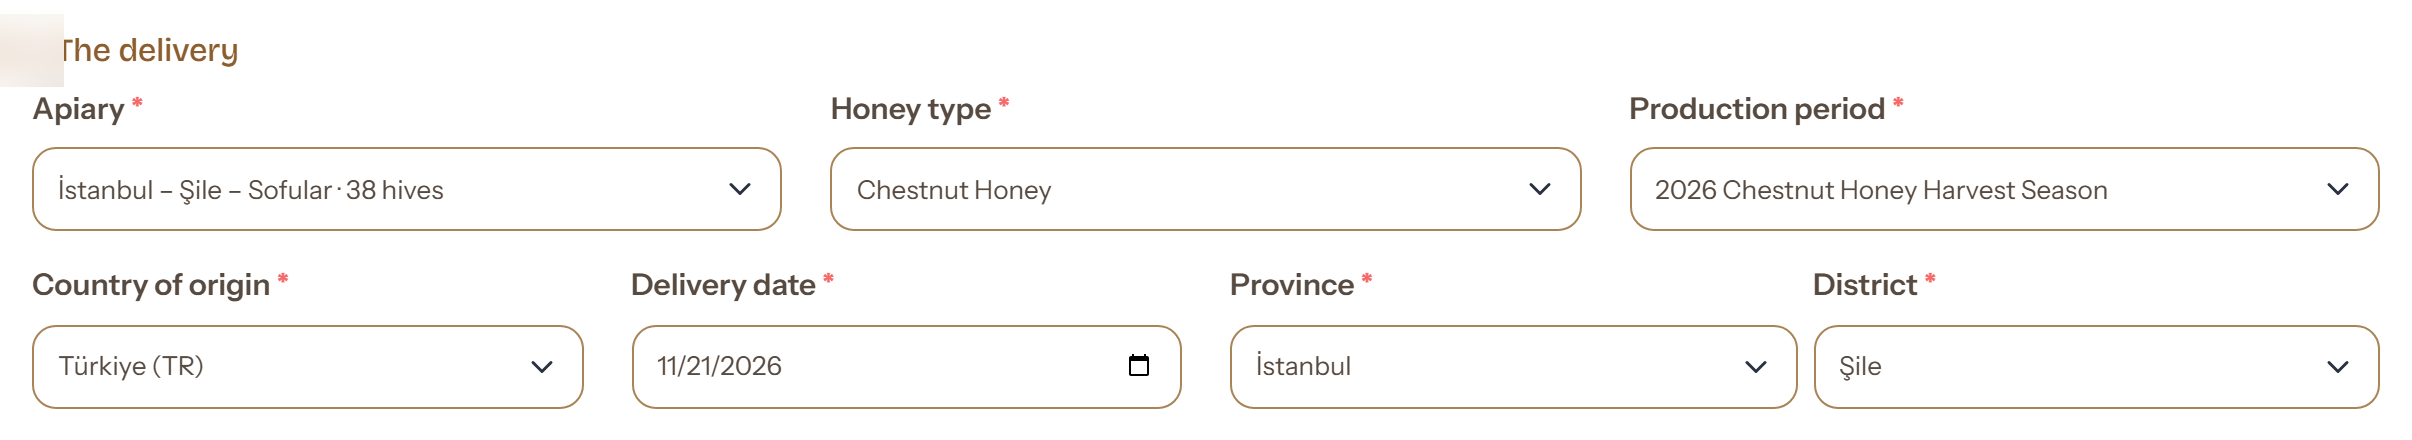 The delivery
Apiary * Honey type * Production period *
İstanbul – Şile – Sofular · 38 hives Chestnut Honey 2026 Chestnut Honey Harvest Season
Country of origin * Delivery date * Province * District *
Türkiye (TR) 11/21/2026 İstanbul Şile